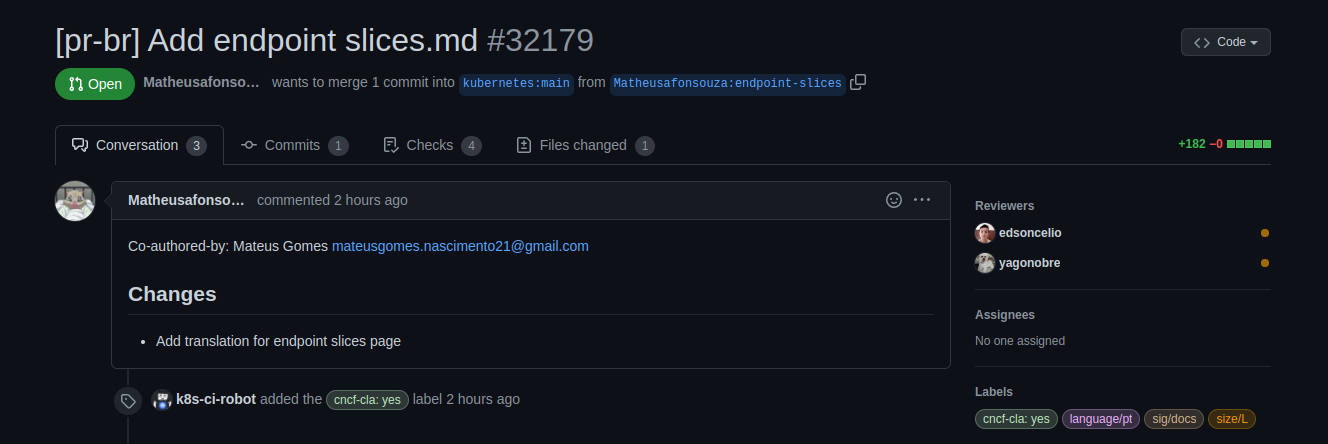 [pr-br] Add endpoint slices.md #32179
Code
Open Matheusafonso… wants to merge 1 commit into kubernetes:main from Matheusafonsouza:endpoint-slices
Conversation 3 Commits 1 Checks 4 Files changed 1
+182 −0
Matheusafonso… commented 2 hours ago
Co-authored-by: Mateus Gomes mateusgomes.nascimento21@gmail.com
Changes
• Add translation for endpoint slices page
k8s-ci-robot added the cncf-cla: yes label 2 hours ago
Reviewers
edsoncelio
yagonobre
Assignees
No one assigned
Labels
cncf-cla: yes language/pt sig/docs size/L